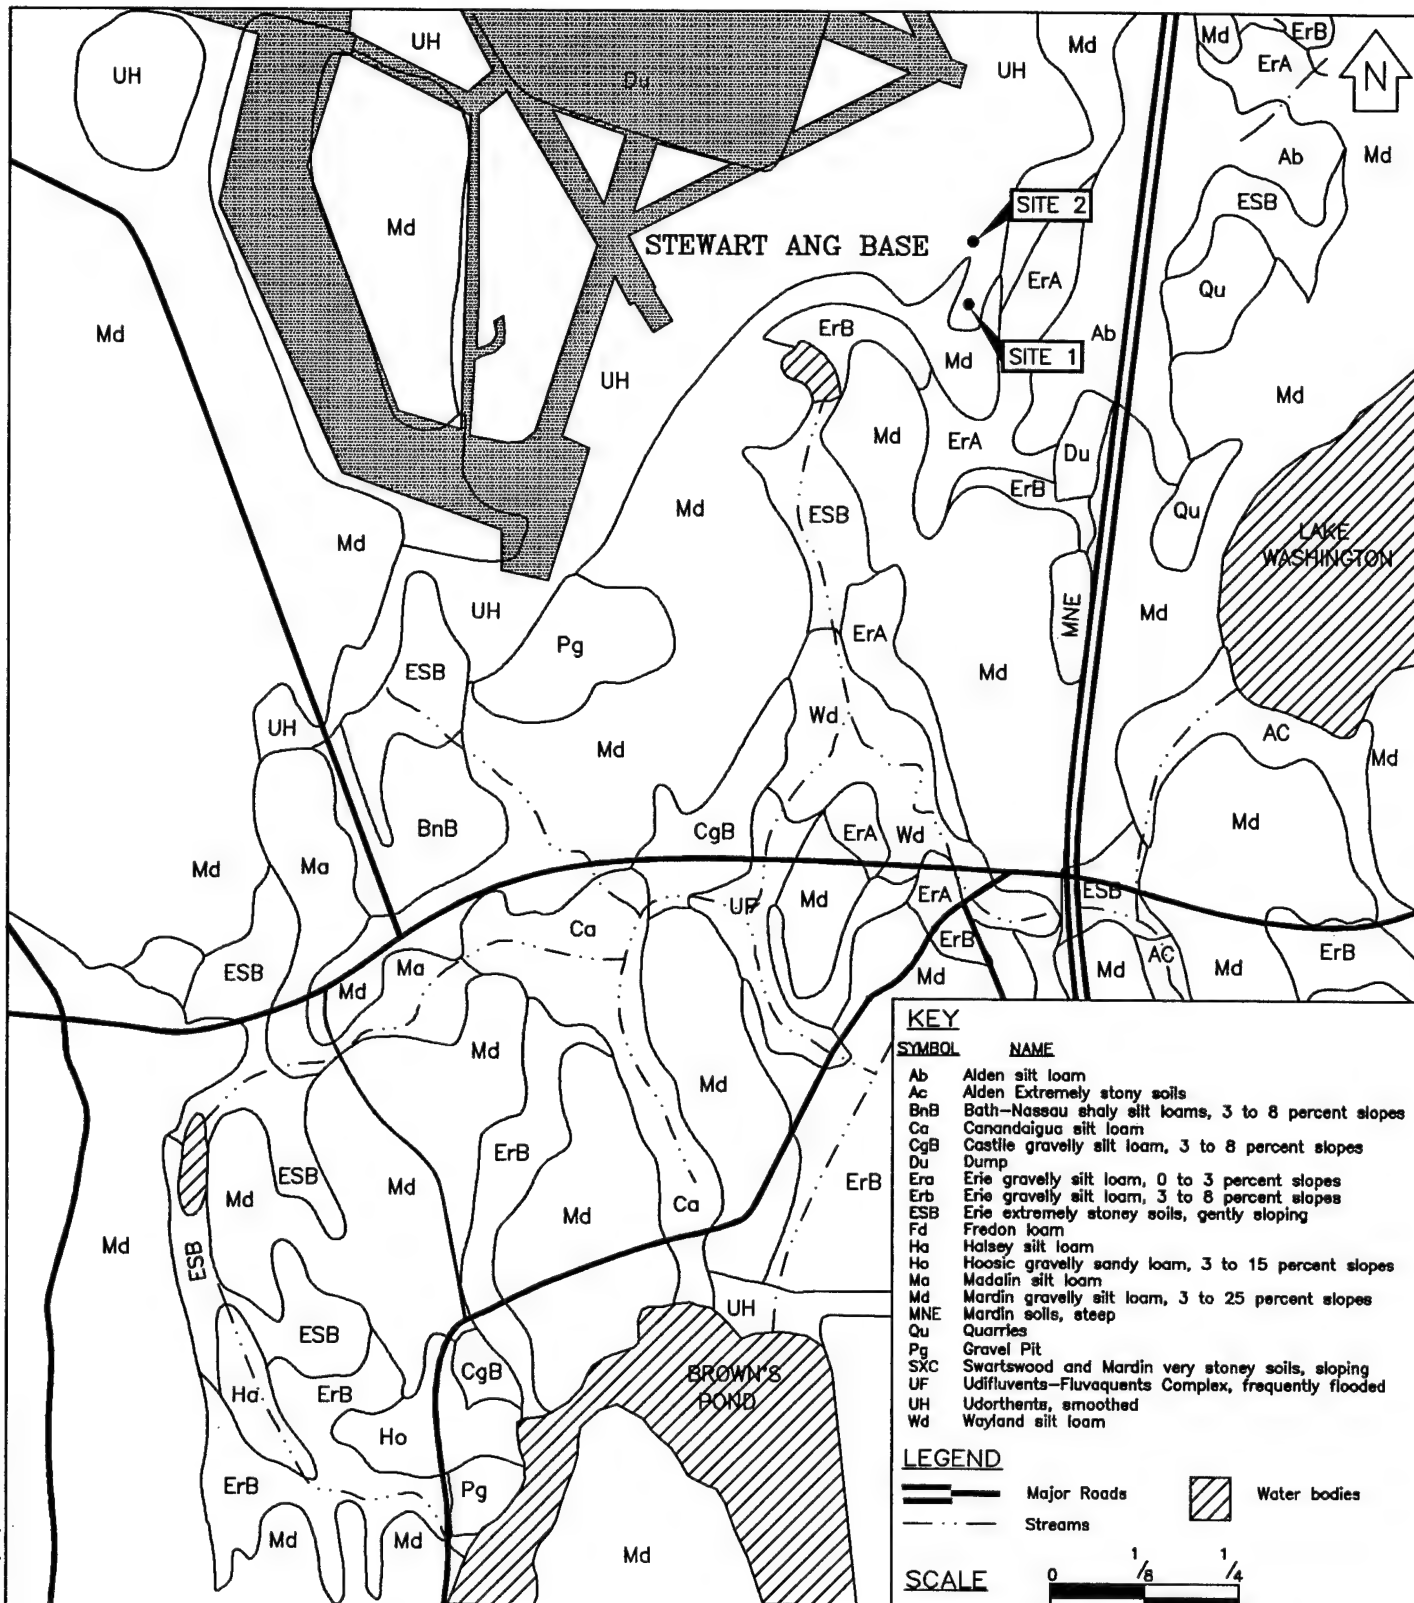 UH
UH
Du
UH
Md
Md
ErB
ErA
N
Ab
Md
ESB
SITE 2
STEWART ANG BASE
Md
ErA
Qu
Md
ErB
Ab
SITE 1
Md
UH
Md
Md
ErA
Du
ErB
Qu
Md
ESB
LAKE
WASHINGTON
Md
UH
Pg
ErA
MNE
Md
ESB
Md
Wd
UH
Md
AC
Md
BnB
CgB
ErA
Wd
Md
Md
Ma
UF
Md
ErA
ESB
Ca
ErB
ESB
Ma
Md
Md
Md
AC
Md
ErB
Md
Md
ErB
ESB
Md
Md
Md
Ca
ErB
Md
ESB
UH
ESB
Ha
ErB
CgB
BROWN'S
POND
Ho
ErB
Pg
Md
Md
Md
KEY
SYMBOL NAME
Ab Alden silt loam
Ac Alden Extremely stony soils
BnB Bath-Nassau shaly silt loams, 3 to 8 percent slopes
Ca Canandaigua silt loam
CgB Castile gravelly silt loam, 3 to 8 percent slopes
Du Dump
Era Erie gravelly silt loam, 0 to 3 percent slopes
Erb Erie gravelly silt loam, 3 to 8 percent slopes
ESB Erie extremely stoney soils, gently sloping
Fd Fredon loam
Ha Halsey silt loam
Ho Hoosic gravelly sandy loam, 3 to 15 percent slopes
Ma Madalin silt loam
Md Mardin gravelly silt loam, 3 to 25 percent slopes
MNE Mardin soils, steep
Qu Quarries
Pg Gravel Pit
SXC Swartswood and Mardin very stoney soils, sloping
UF Udifluvents-Fluvaquents Complex, frequently flooded
UH Udorthents, smoothed
Wd Wayland silt loam
LEGEND
Major Roads
Water bodies
Streams
SCALE
0 1/8 1/4